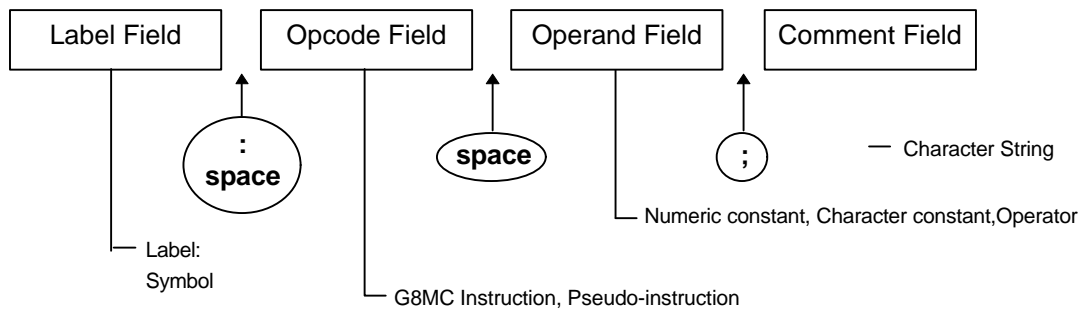 Label Field
Opcode Field
Operand Field
Comment Field
:
space
space
;
Character String
Numeric constant, Character constant,Operator
Label:
Symbol
G8MC Instruction, Pseudo-instruction